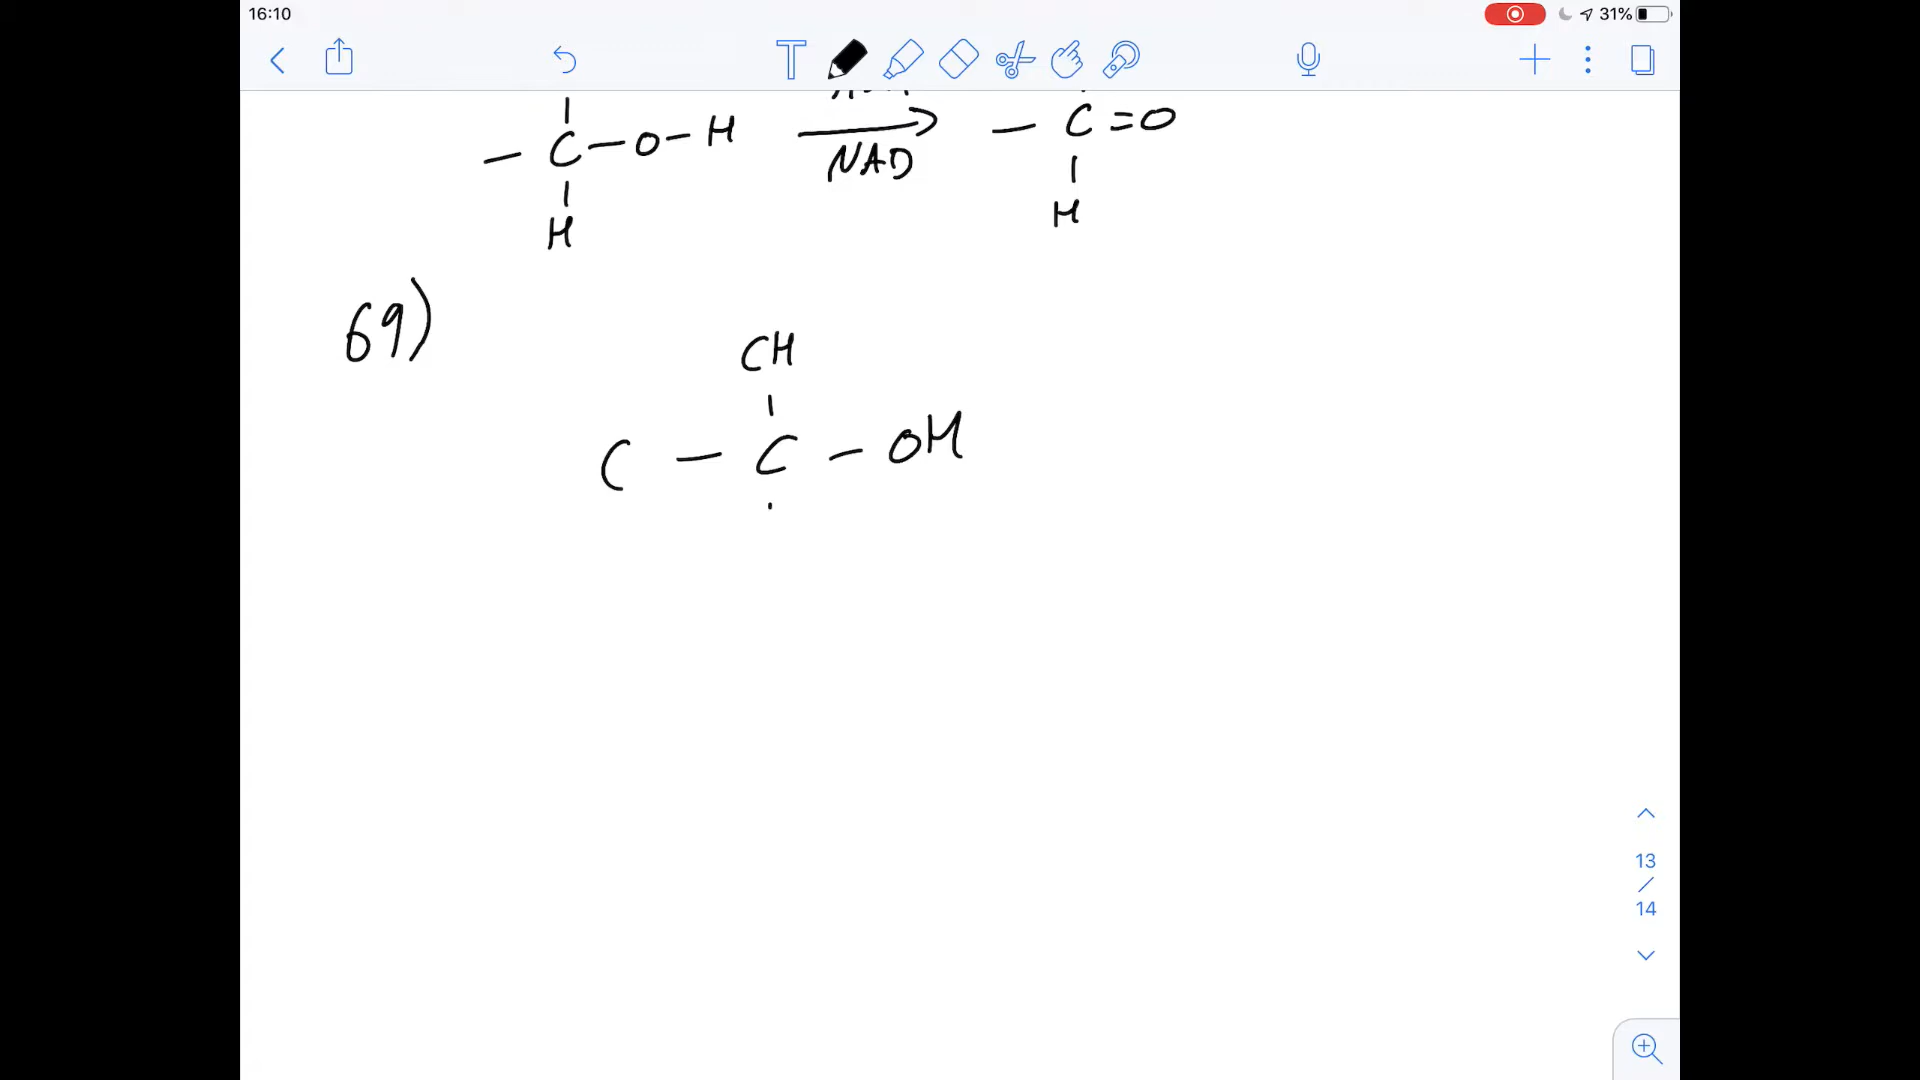 16:10
31%
T
- C - O - H → - C = O
NAD
H
H
69)
CH
C - C - OH
13
/
14